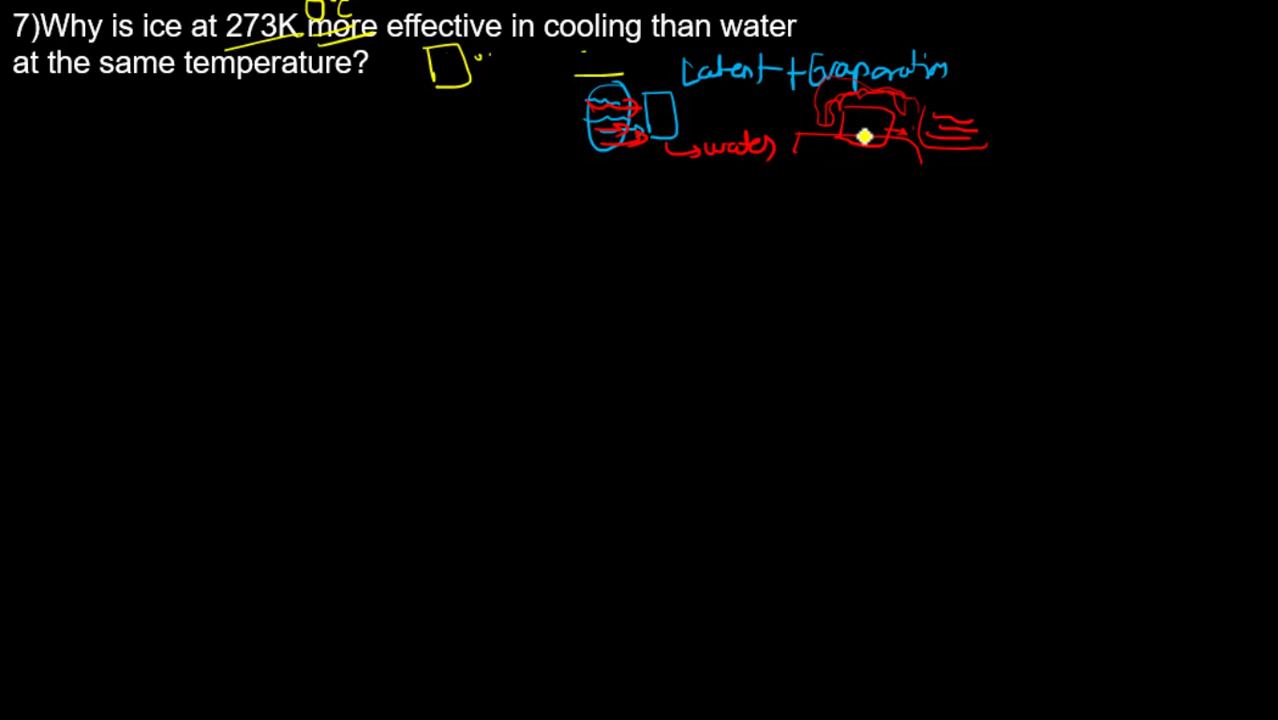 0°C
7)Why is ice at 273K more effective in cooling than water
at the same temperature?
Latent + Evaporation
water